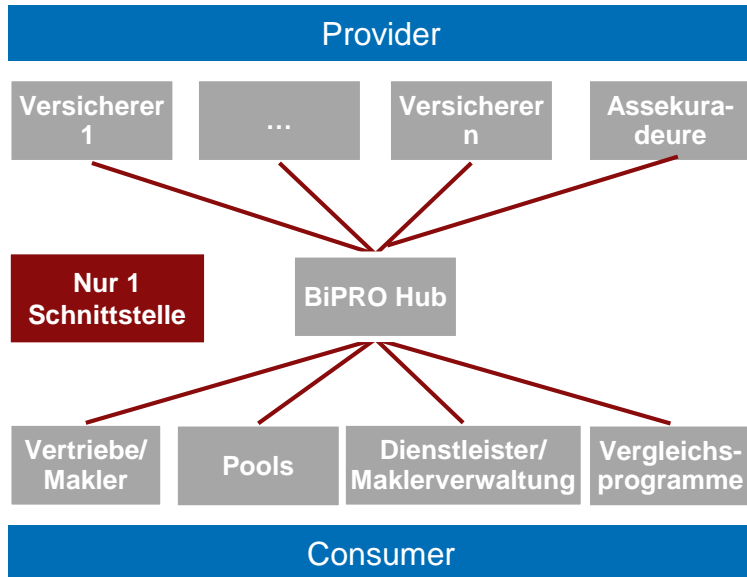 Provider
Versicherer
1
...
Versicherer
n
Assekura-
deure
Nur 1
Schnittstelle
BiPRO Hub
Vertriebe/
Makler
Pools
Dienstleister/
Maklerverwaltung
Vergleichs-
programme
Consumer